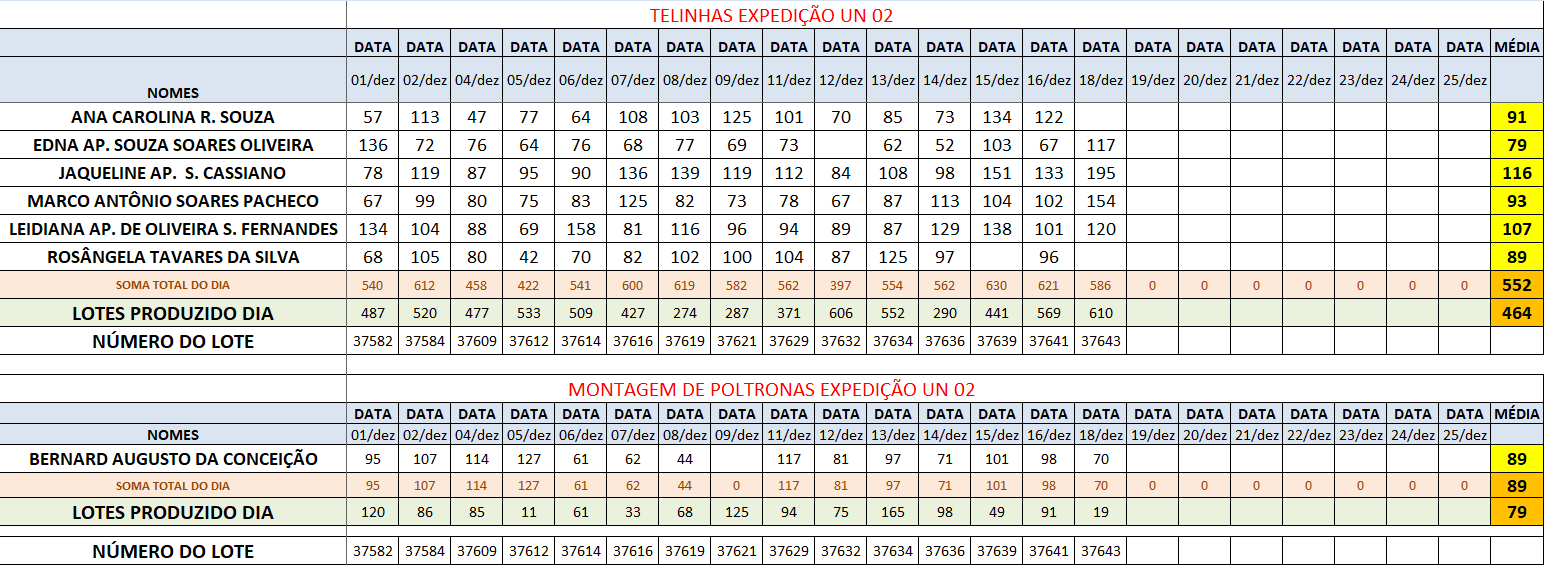 TELINHAS EXPEDIÇÃO UN 02
DATA DATA DATA DATA DATA DATA DATA DATA DATA DATA DATA DATA DATA DATA DATA DATA DATA DATA DATA DATA DATA DATA MÉDIA
NOMES 01/dez 02/dez 04/dez 05/dez 06/dez 07/dez 08/dez 09/dez 11/dez 12/dez 13/dez 14/dez 15/dez 16/dez 18/dez 19/dez 20/dez 21/dez 22/dez 23/dez 24/dez 25/dez
ANA CAROLINA R. SOUZA 57 113 47 77 64 108 103 125 101 70 85 73 134 122 91
EDNA AP. SOUZA SOARES OLIVEIRA 136 72 76 64 76 68 77 69 73 62 52 103 67 117 79
JAQUELINE AP. S. CASSIANO 78 119 87 95 90 136 139 119 112 84 108 98 151 133 195 116
MARCO ANTÔNIO SOARES PACHECO 67 99 80 75 83 125 82 73 78 67 87 113 104 102 154 93
LEIDIANA AP. DE OLIVEIRA S. FERNANDES 134 104 88 69 158 81 116 96 94 89 87 129 138 101 120 107
ROSÂNGELA TAVARES DA SILVA 68 105 80 42 70 82 102 100 104 87 125 97 96 89
SOMA TOTAL DO DIA 540 612 458 422 541 600 619 582 562 397 554 562 630 621 586 0 0 0 0 0 0 0 552
LOTES PRODUZIDO DIA 487 520 477 533 509 427 274 287 371 606 552 290 441 569 610 464
NÚMERO DO LOTE 37582 37584 37609 37612 37614 37616 37619 37621 37629 37632 37634 37636 37639 37641 37643
MONTAGEM DE POLTRONAS EXPEDIÇÃO UN 02
DATA DATA DATA DATA DATA DATA DATA DATA DATA DATA DATA DATA DATA DATA DATA DATA DATA DATA DATA DATA DATA DATA MÉDIA
NOMES 01/dez 02/dez 04/dez 05/dez 06/dez 07/dez 08/dez 09/dez 11/dez 12/dez 13/dez 14/dez 15/dez 16/dez 18/dez 19/dez 20/dez 21/dez 22/dez 23/dez 24/dez 25/dez
BERNARD AUGUSTO DA CONCEIÇÃO 95 107 114 127 61 62 44 117 81 97 71 101 98 70 89
SOMA TOTAL DO DIA 95 107 114 127 61 62 44 0 117 81 97 71 101 98 70 0 0 0 0 0 0 0 89
LOTES PRODUZIDO DIA 120 86 85 11 61 33 68 125 94 75 165 98 49 91 19 79
NÚMERO DO LOTE 37582 37584 37609 37612 37614 37616 37619 37621 37629 37632 37634 37636 37639 37641 37643